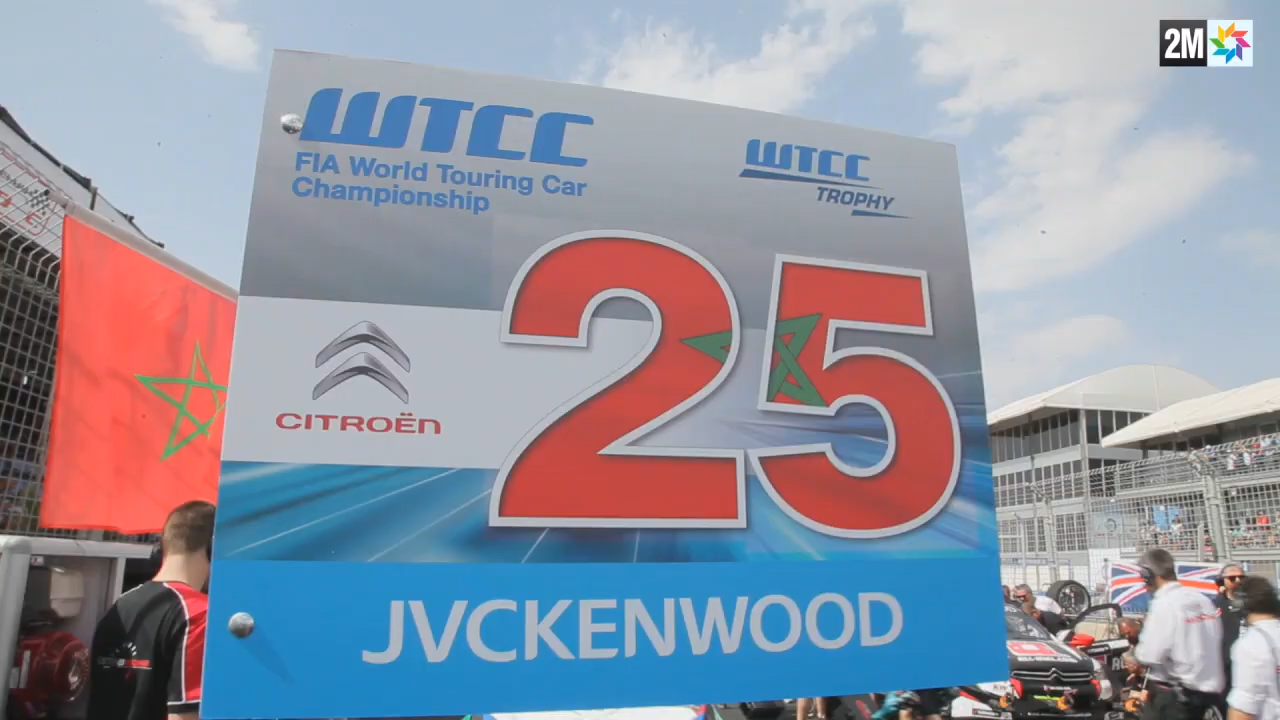 2M
WTCC
FIA World Touring Car
Championship
WTCC
TROPHY
25
CITROËN
JVCKENWOOD